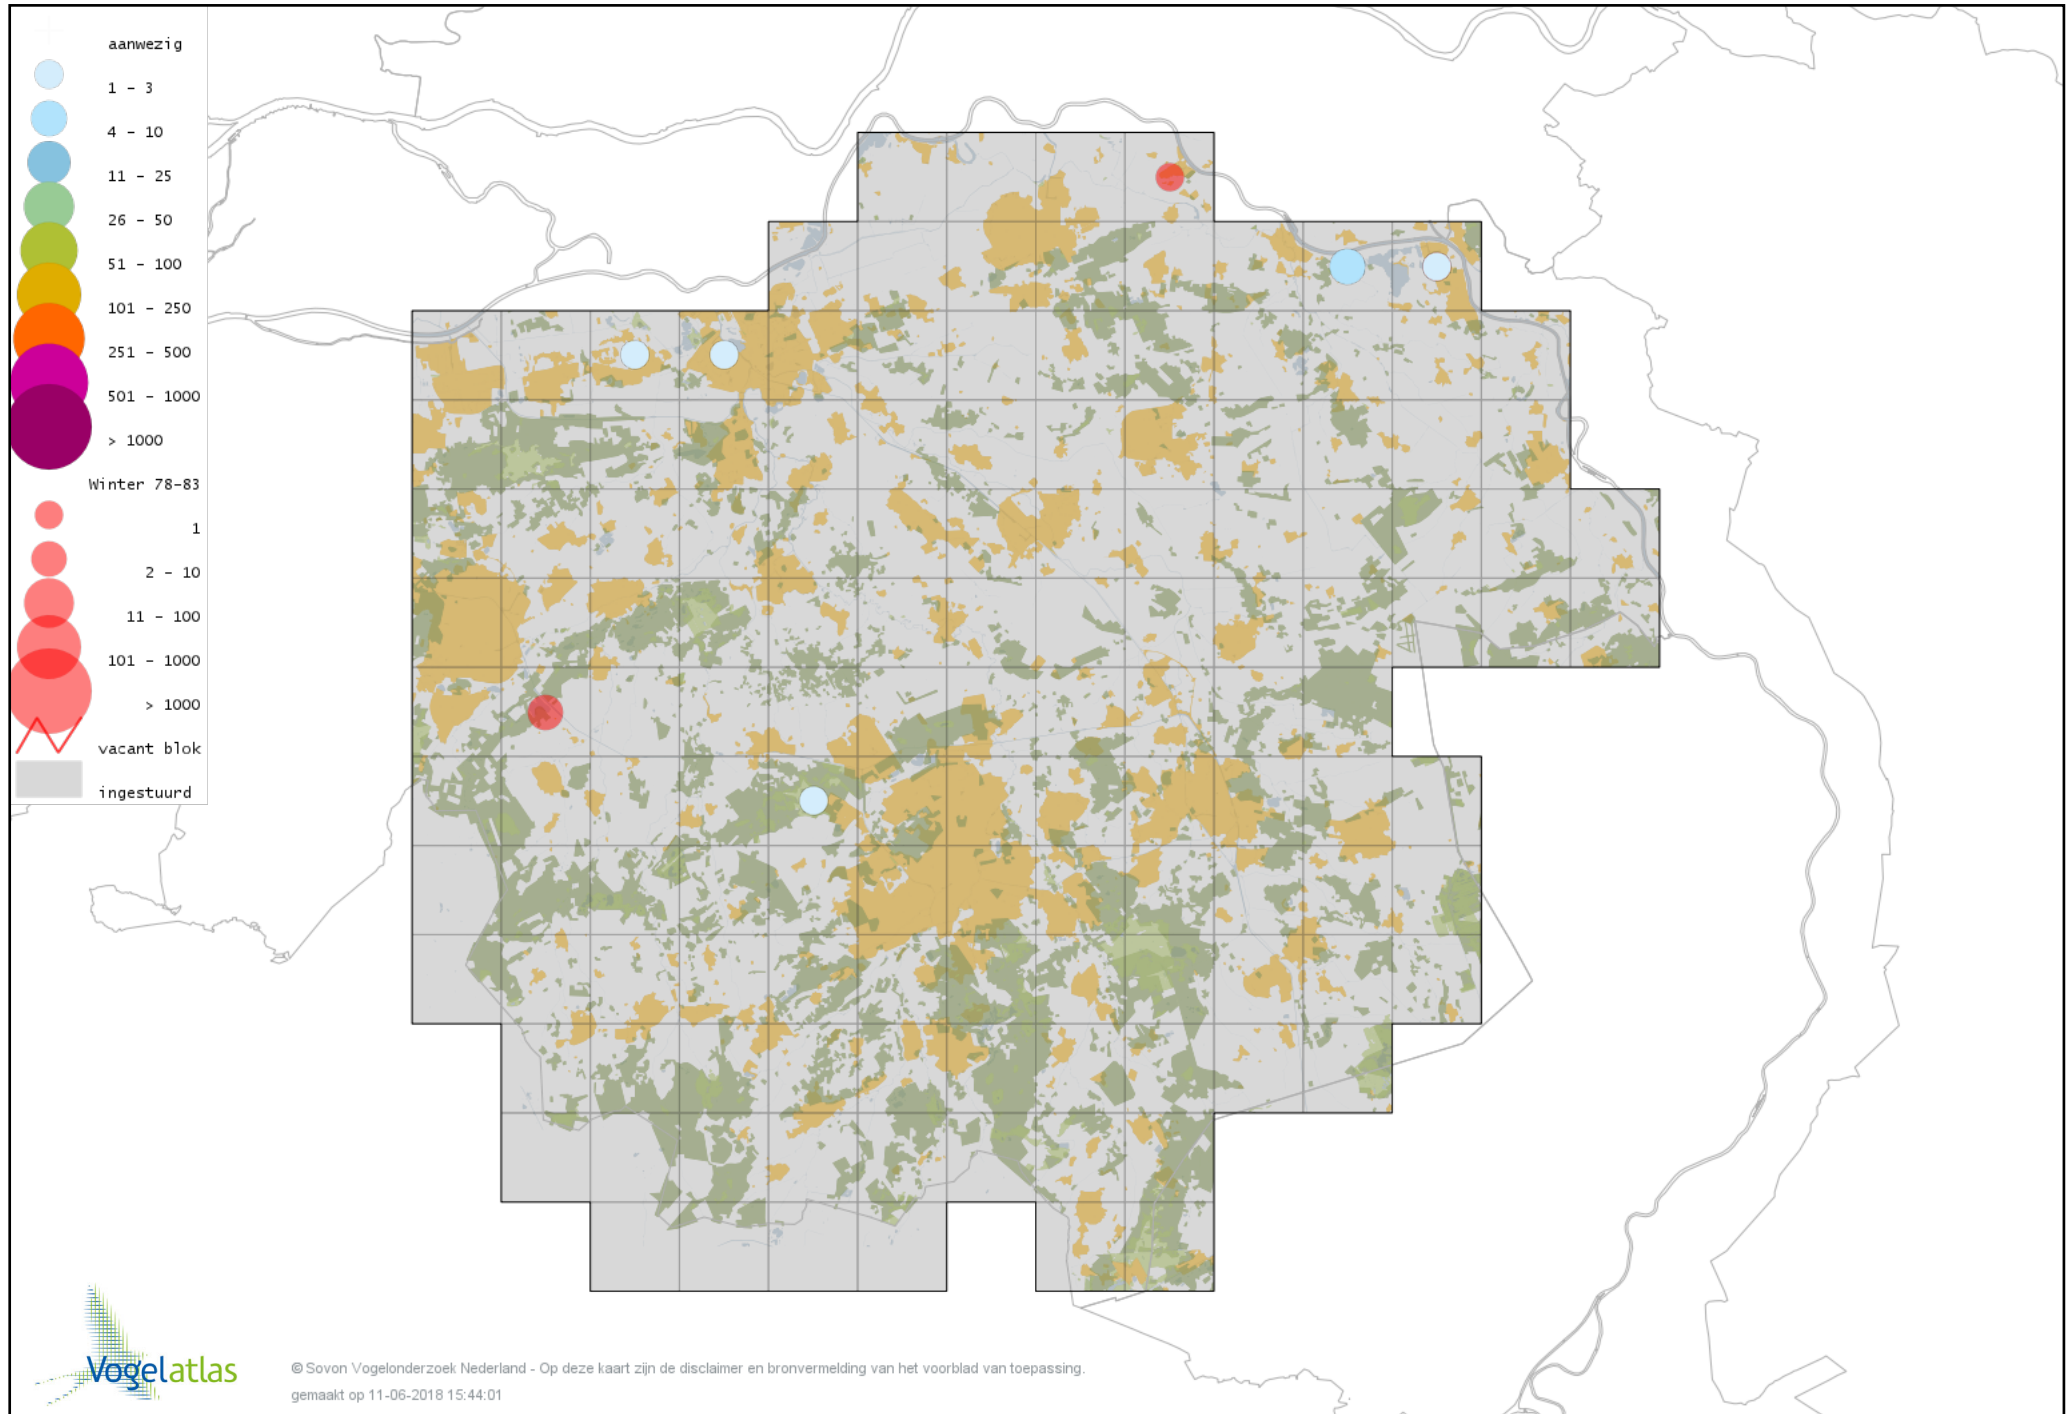 aanwezig
1 - 3
4 - 10
11 - 25
26 - 50
51 - 100
101 - 250
251 - 500
501 - 1000
> 1000
Winter 78-83
1
2 - 10
11 - 100
101 - 1000
> 1000
vacant blok
ingestuurd
Vogelatlas
© Sovon Vogelonderzoek Nederland - Op deze kaart zijn de disclaimer en bronvermelding van het voorblad van toepassing.
gemaakt op 11-06-2018 15:44:01